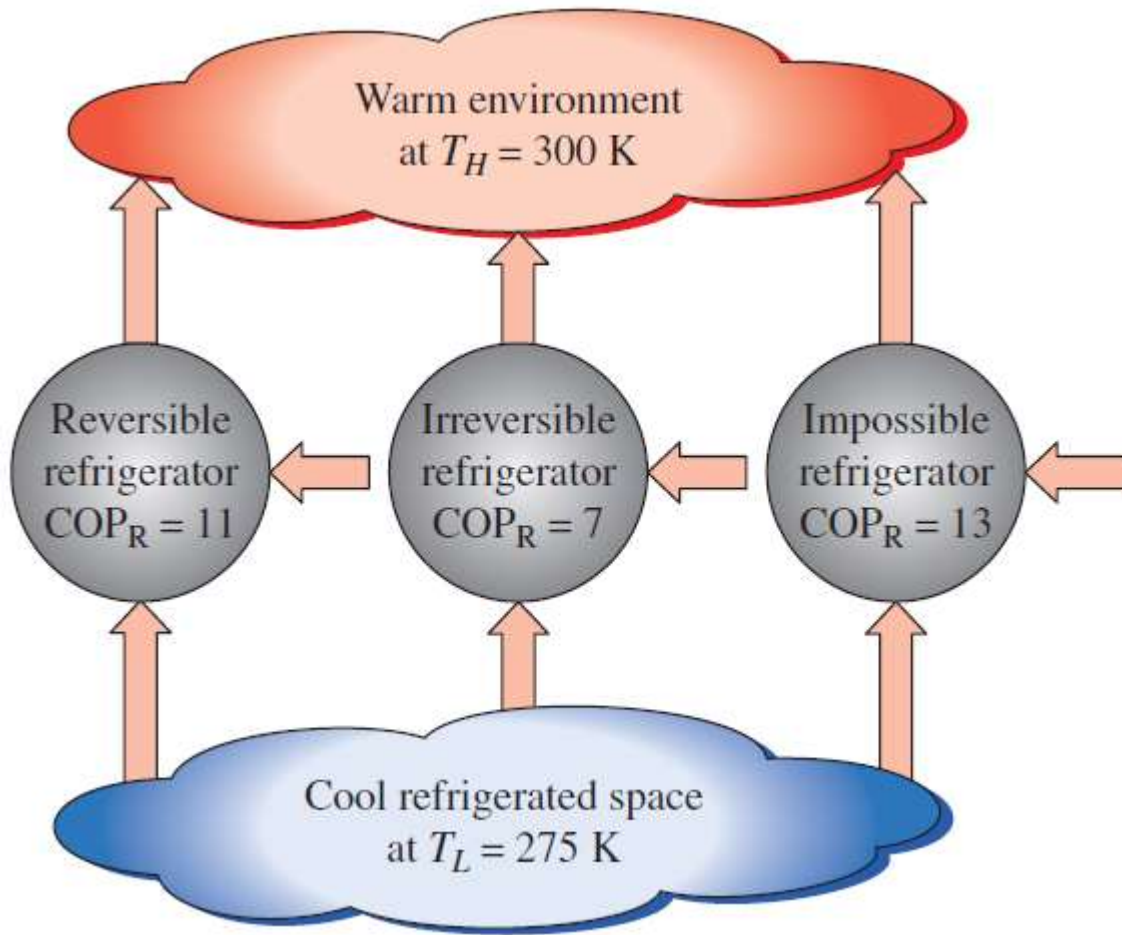 Warm environment
at T_H = 300 K
Reversible
refrigerator
COP_R = 11
Irreversible
refrigerator
COP_R = 7
Impossible
refrigerator
COP_R = 13
Cool refrigerated space
at T_L = 275 K